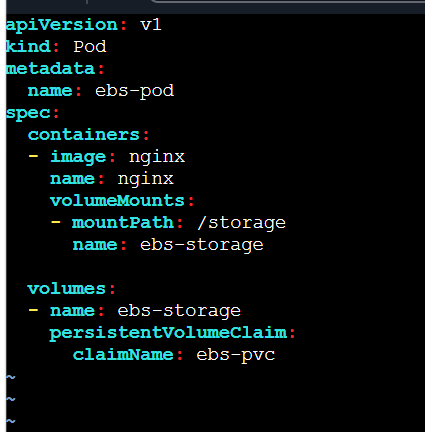 apiVersion: v1
kind: Pod
metadata:
  name: ebs-pod
spec:
  containers:
  - image: nginx
    name: nginx
    volumeMounts:
    - mountPath: /storage
      name: ebs-storage

  volumes:
  - name: ebs-storage
    persistentVolumeClaim:
      claimName: ebs-pvc
~
~
~